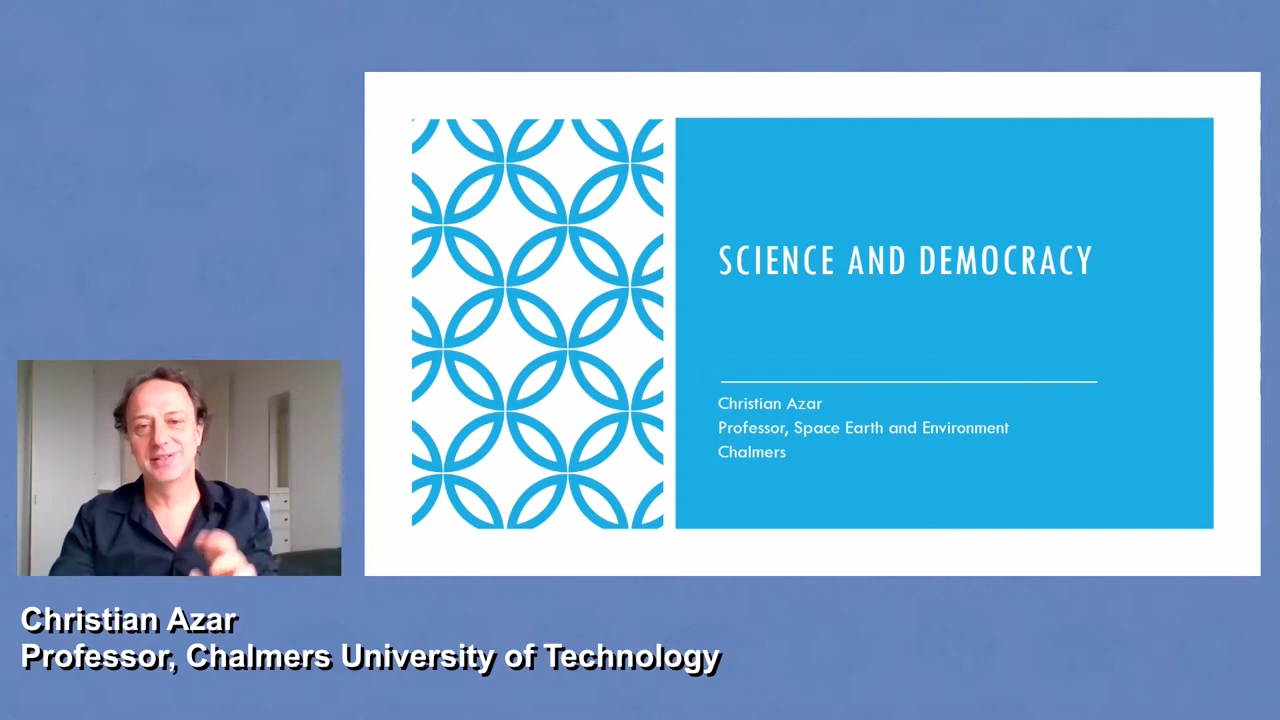 SCIENCE AND DEMOCRACY
Christian Azar
Professor, Space Earth and Environment
Chalmers
Christian Azar
Professor, Chalmers University of Technology